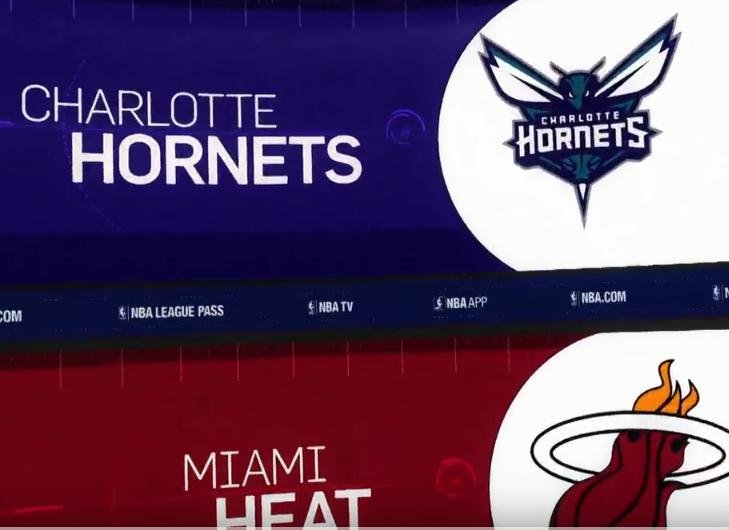 CHARLOTTE
HORNETS
CHARLOTTE
HORNETS
COM
NBA LEAGUE PASS
NBA TV
NBA APP
NBA.COM
MIAMI
HEAT